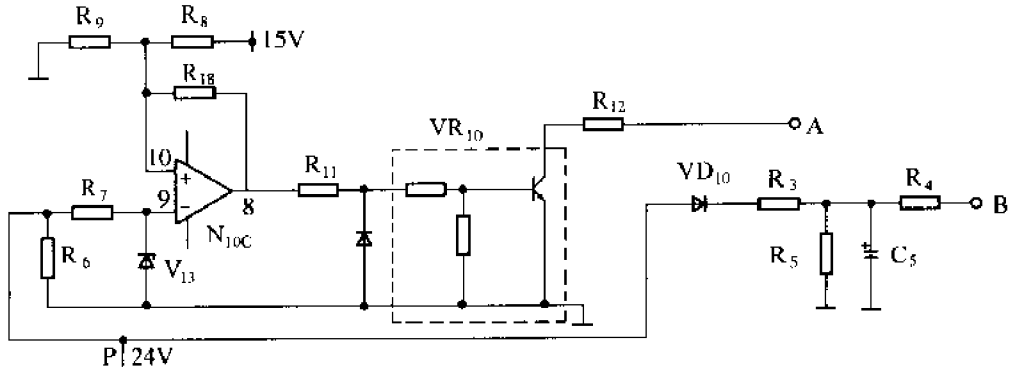 R₉
R₈
15V
R₁₈
R₁₂
A
VR₁₀
10
+
R₁₁
R₇
9
−
8
VD₁₀
R₃
R₄
B
N₁₀C
R₆
V₁₃
R₅
+
C₅
P 24V